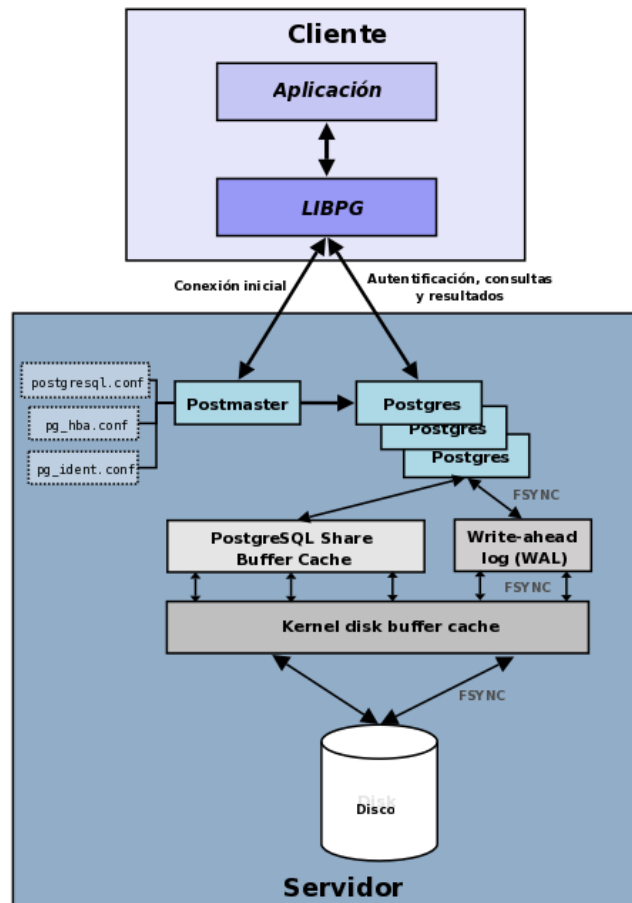 Cliente
Aplicación
LIBPG
Conexión inicial
Autentificación, consultas
y resultados
postgresql.conf
pg_hba.conf
pg_ident.conf
Postmaster
Postgres
Postgres
Postgres
FSYNC
PostgreSQL Share
Buffer Cache
Write-ahead
log (WAL)
FSYNC
Kernel disk buffer cache
FSYNC
Disk
Disco
Servidor